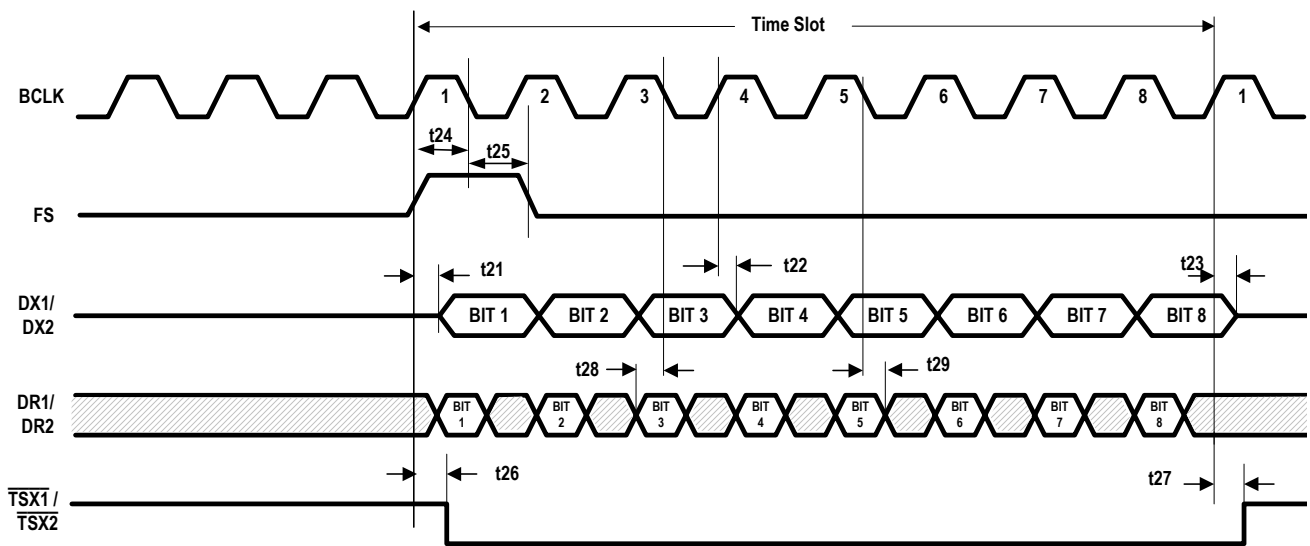 Time Slot
BCLK
1 2 3 4 5 6 7 8 1
t24
t25
FS
t21
t22
t23
DX1/
DX2
BIT 1 BIT 2 BIT 3 BIT 4 BIT 5 BIT 6 BIT 7 BIT 8
t28
t29
DR1/
DR2
BIT BIT BIT BIT BIT BIT BIT BIT
1 2 3 4 5 6 7 8
t26
t27
TSX1 /
TSX2